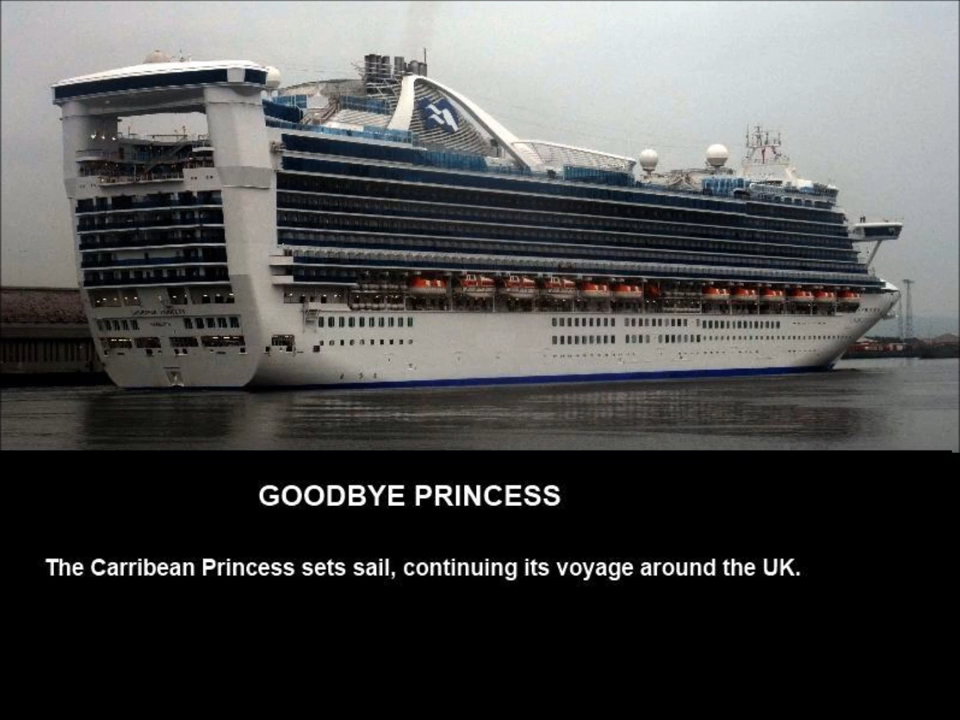 GOODBYE PRINCESS
The Carribean Princess sets sail, continuing its voyage around the UK.